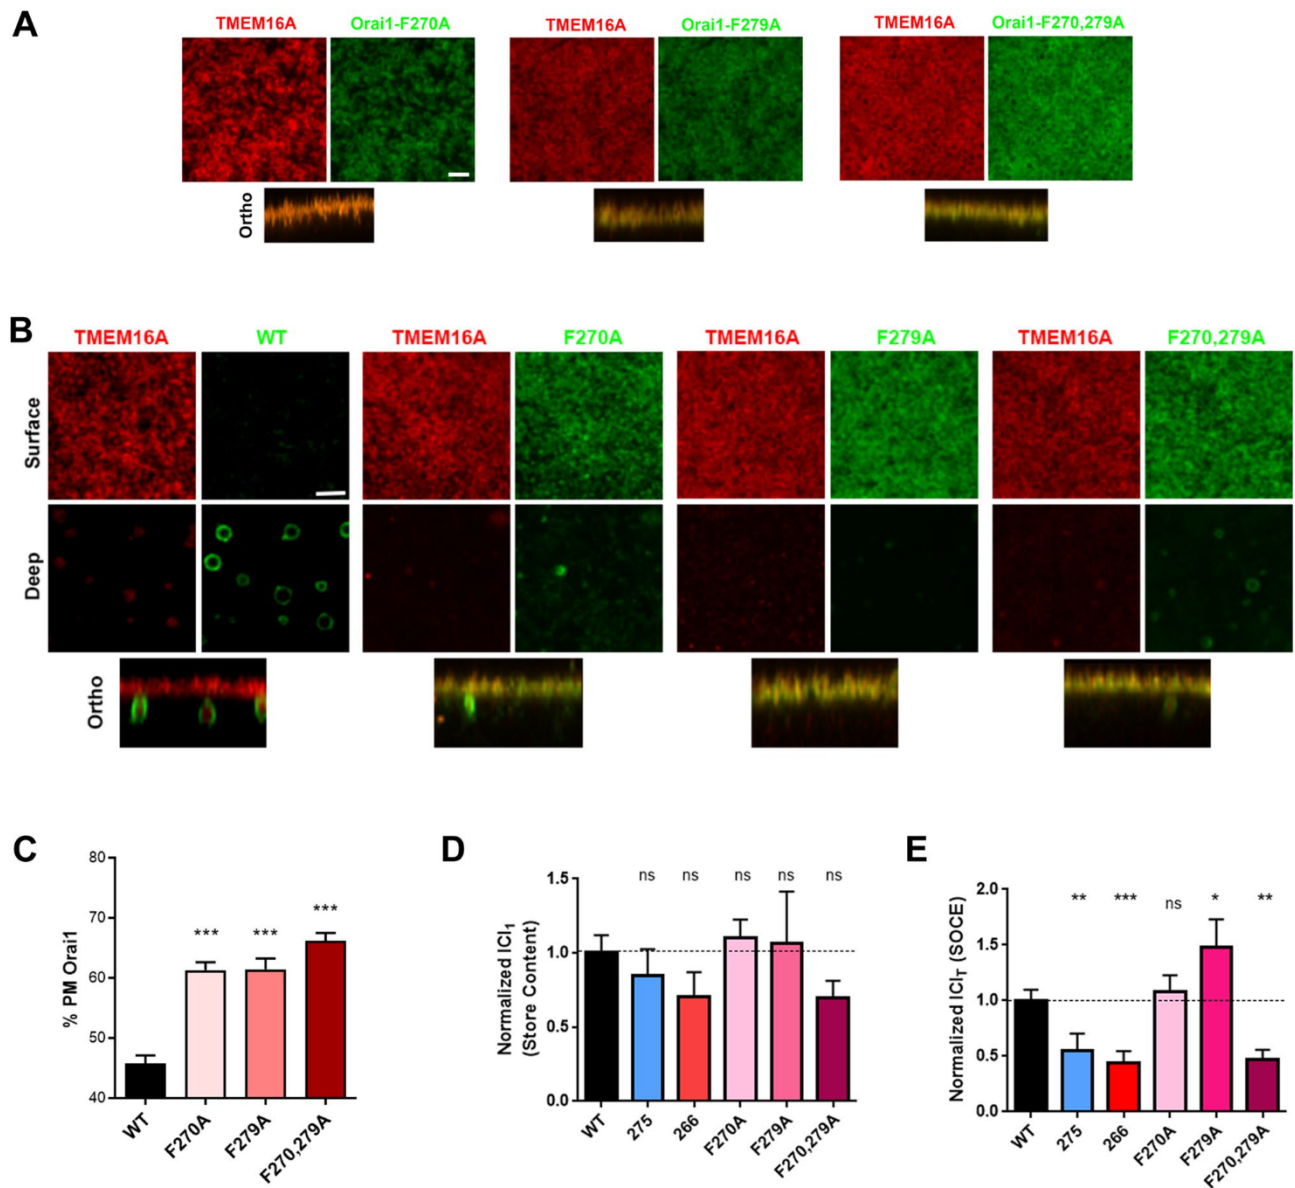 A
TMEM16A Orai1-F270A TMEM16A Orai1-F279A TMEM16A Orai1-F270,279A
Ortho
B
TMEM16A WT TMEM16A F270A TMEM16A F279A TMEM16A F270,279A
Surface
Deep
Ortho
C
% PM Orai1
80
70
60
50
40
*** *** ***
WT F270A F279A F270,279A
D
Normalized ICl1
(Store Content)
1.5
1.0
0.5
0.0
ns ns ns ns ns
WT 275 266 F270A F279A F270,279A
E
Normalized IClT (SOCE)
2.0
1.5
1.0
0.5
0.0
** *** ns * **
WT 275 266 F270A F279A F270,279A